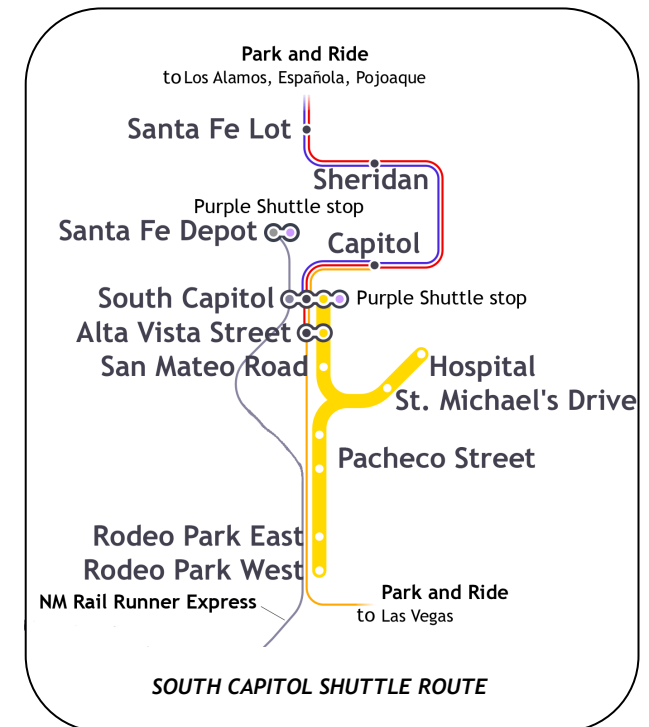 Park and Ride
to Los Alamos, Española, Pojoaque
Santa Fe Lot
Sheridan
Purple Shuttle stop
Santa Fe Depot
Capitol
South Capitol
Purple Shuttle stop
Alta Vista Street
San Mateo Road
Hospital
St. Michael's Drive
Pacheco Street
Rodeo Park East
Rodeo Park West
Park and Ride
to Las Vegas
NM Rail Runner Express
SOUTH CAPITOL SHUTTLE ROUTE